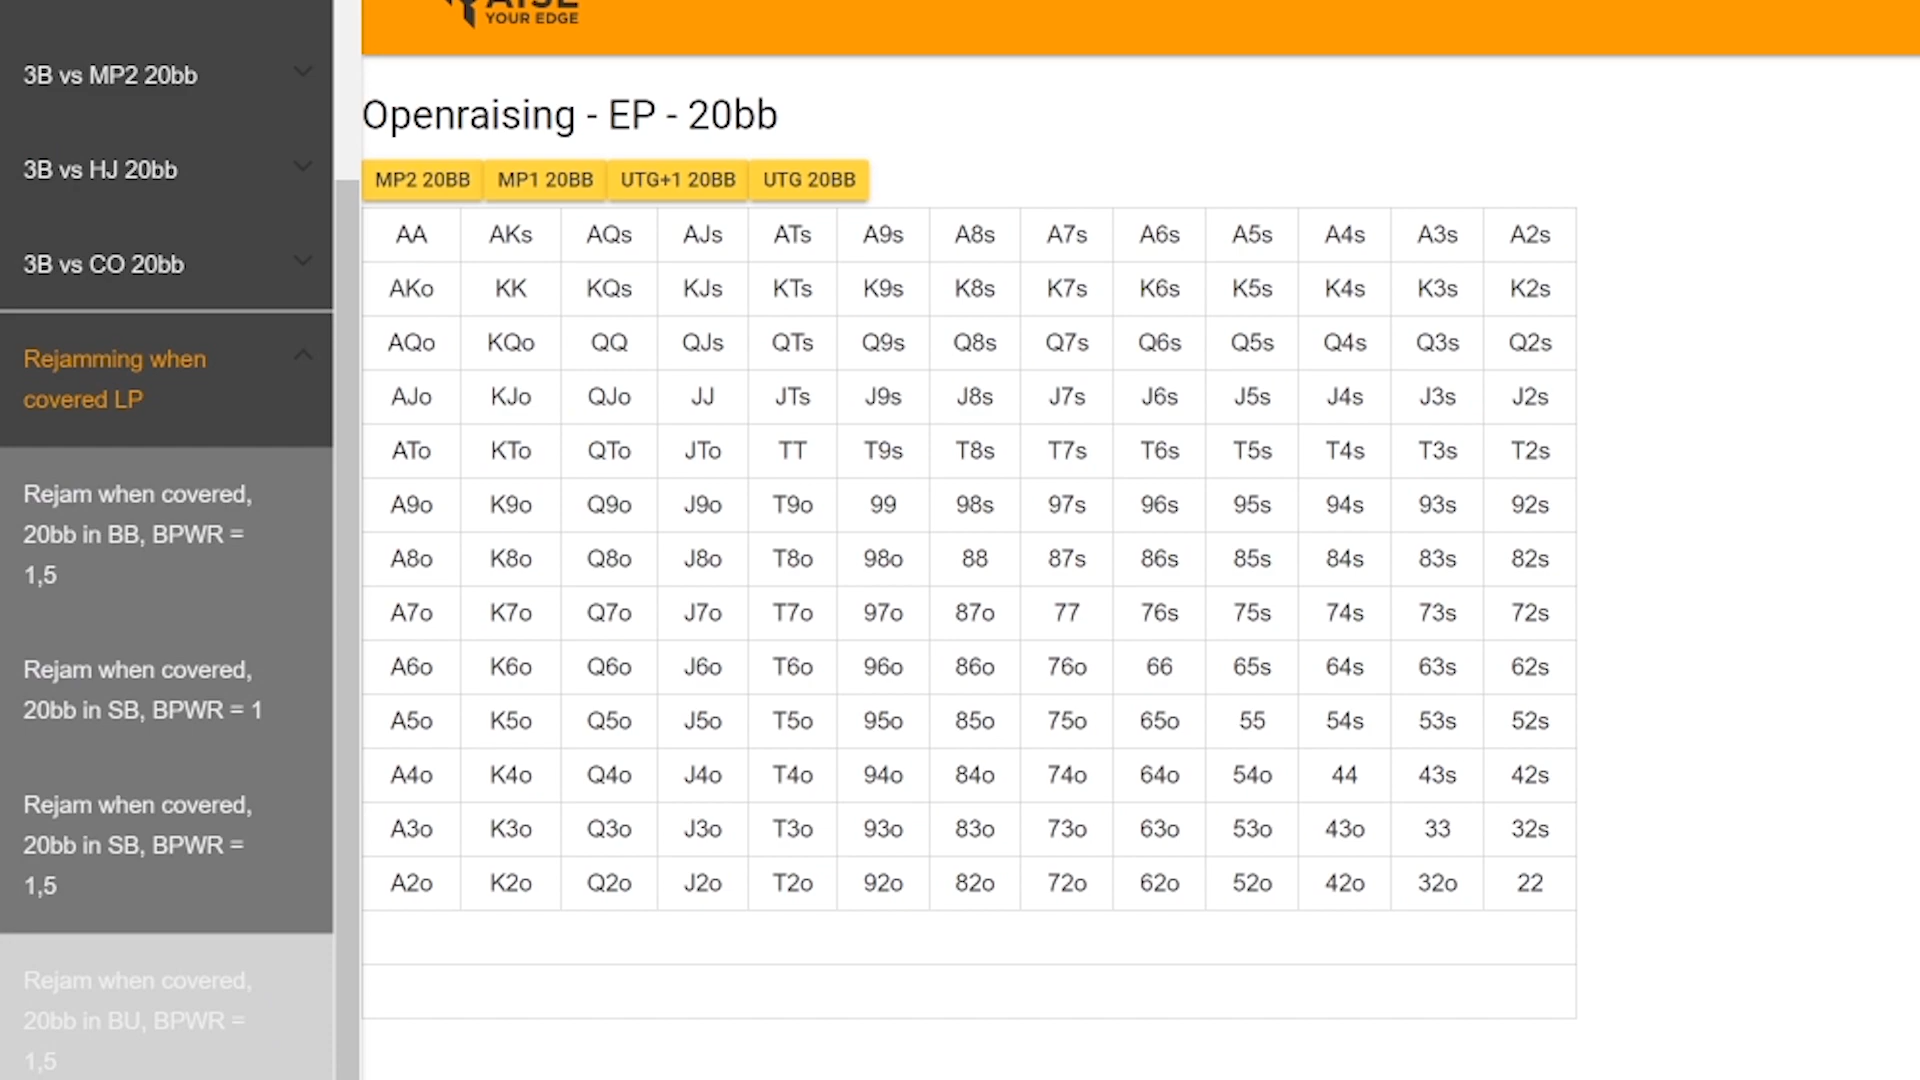 YOUR EDGE
3B vs MP2 20bb
3B vs HJ 20bb
3B vs CO 20bb
Rejamming when
covered LP
Rejam when covered,
20bb in BB, BPWR =
1,5
Rejam when covered,
20bb in SB, BPWR = 1
Rejam when covered,
20bb in SB, BPWR =
1,5
Rejam when covered,
20bb in BU, BPWR =
1,5
Openraising - EP - 20bb
MP2 20BB MP1 20BB UTG+1 20BB UTG 20BB
AA AKs AQs AJs ATs A9s A8s A7s A6s A5s A4s A3s A2s
AKo KK KQs KJs KTs K9s K8s K7s K6s K5s K4s K3s K2s
AQo KQo QQ QJs QTs Q9s Q8s Q7s Q6s Q5s Q4s Q3s Q2s
AJo KJo QJo JJ JTs J9s J8s J7s J6s J5s J4s J3s J2s
ATo KTo QTo JTo TT T9s T8s T7s T6s T5s T4s T3s T2s
A9o K9o Q9o J9o T9o 99 98s 97s 96s 95s 94s 93s 92s
A8o K8o Q8o J8o T8o 98o 88 87s 86s 85s 84s 83s 82s
A7o K7o Q7o J7o T7o 97o 87o 77 76s 75s 74s 73s 72s
A6o K6o Q6o J6o T6o 96o 86o 76o 66 65s 64s 63s 62s
A5o K5o Q5o J5o T5o 95o 85o 75o 65o 55 54s 53s 52s
A4o K4o Q4o J4o T4o 94o 84o 74o 64o 54o 44 43s 42s
A3o K3o Q3o J3o T3o 93o 83o 73o 63o 53o 43o 33 32s
A2o K2o Q2o J2o T2o 92o 82o 72o 62o 52o 42o 32o 22